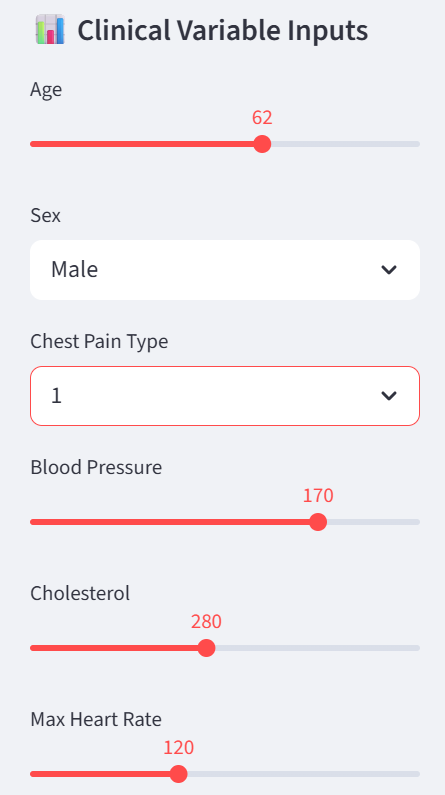 Clinical Variable Inputs
Age
62
Sex
Male
Chest Pain Type
1
Blood Pressure
170
Cholesterol
280
Max Heart Rate
120